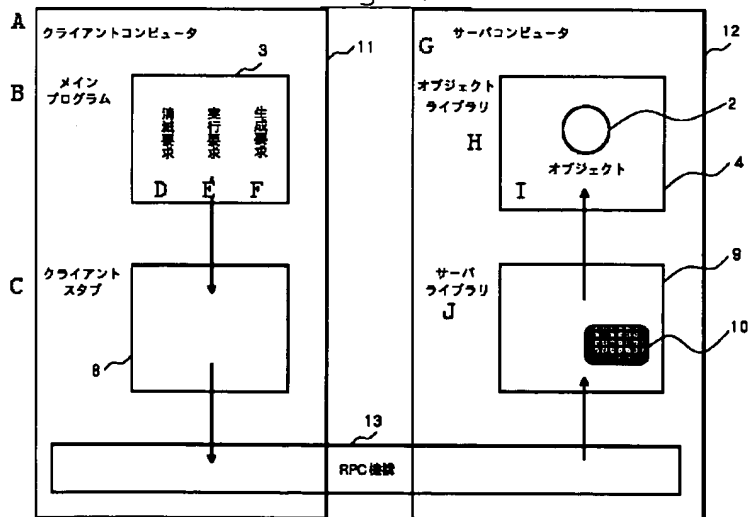 A クライアントコンピュータ
11
B メイン
プログラム
3
消滅要求
実行要求
生成要求
D E F
C クライアント
スタブ
8
G サーバコンピュータ
12
オブジェクト
ライブラリ
H
2
オブジェクト
I
4
サーバ
ライブラリ
J
9
10
13
RPC機構